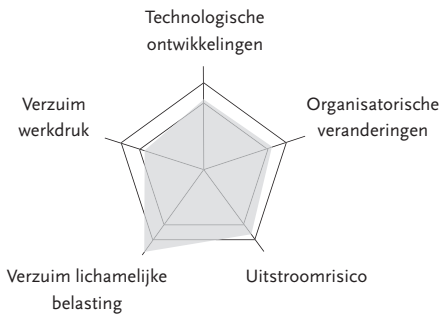 Technologische
ontwikkelingen
Organisatorische
veranderingen
Uitstroomrisico
Verzuim lichamelijke
belasting
Verzuim
werkdruk